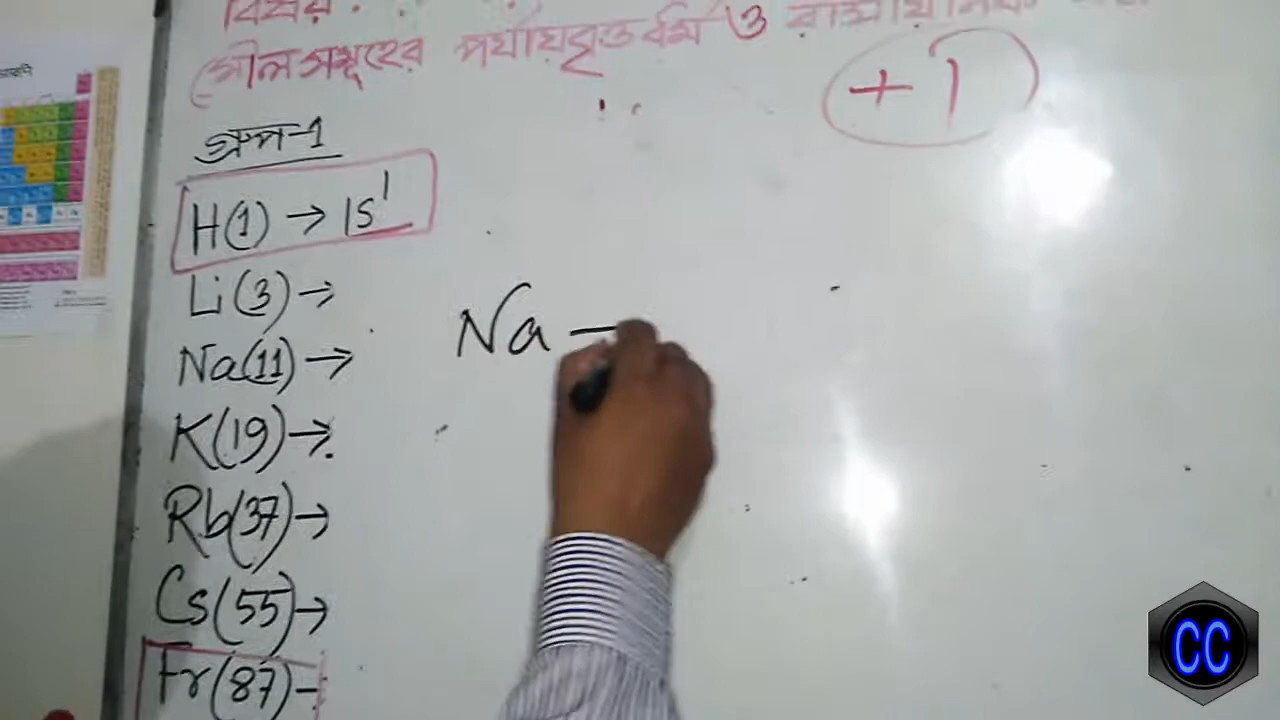 বিষয়:
মৌলসমূহের পর্যায়বৃত্ত ধর্ম ও
+1
গ্রুপ-1
H(1) → 1S¹
Li(3) →
Na(11) →
Na —
K(19) →
Rb(37) →
Cs(55) →
Fr(87) –
CC